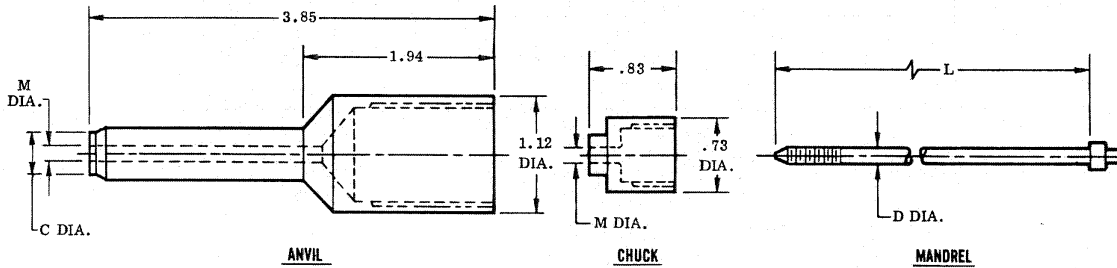 3.85
1.94
M
DIA.
C DIA.
1.12
DIA.
ANVIL
.83
.73
DIA.
M DIA.
CHUCK
L
D DIA.
MANDREL